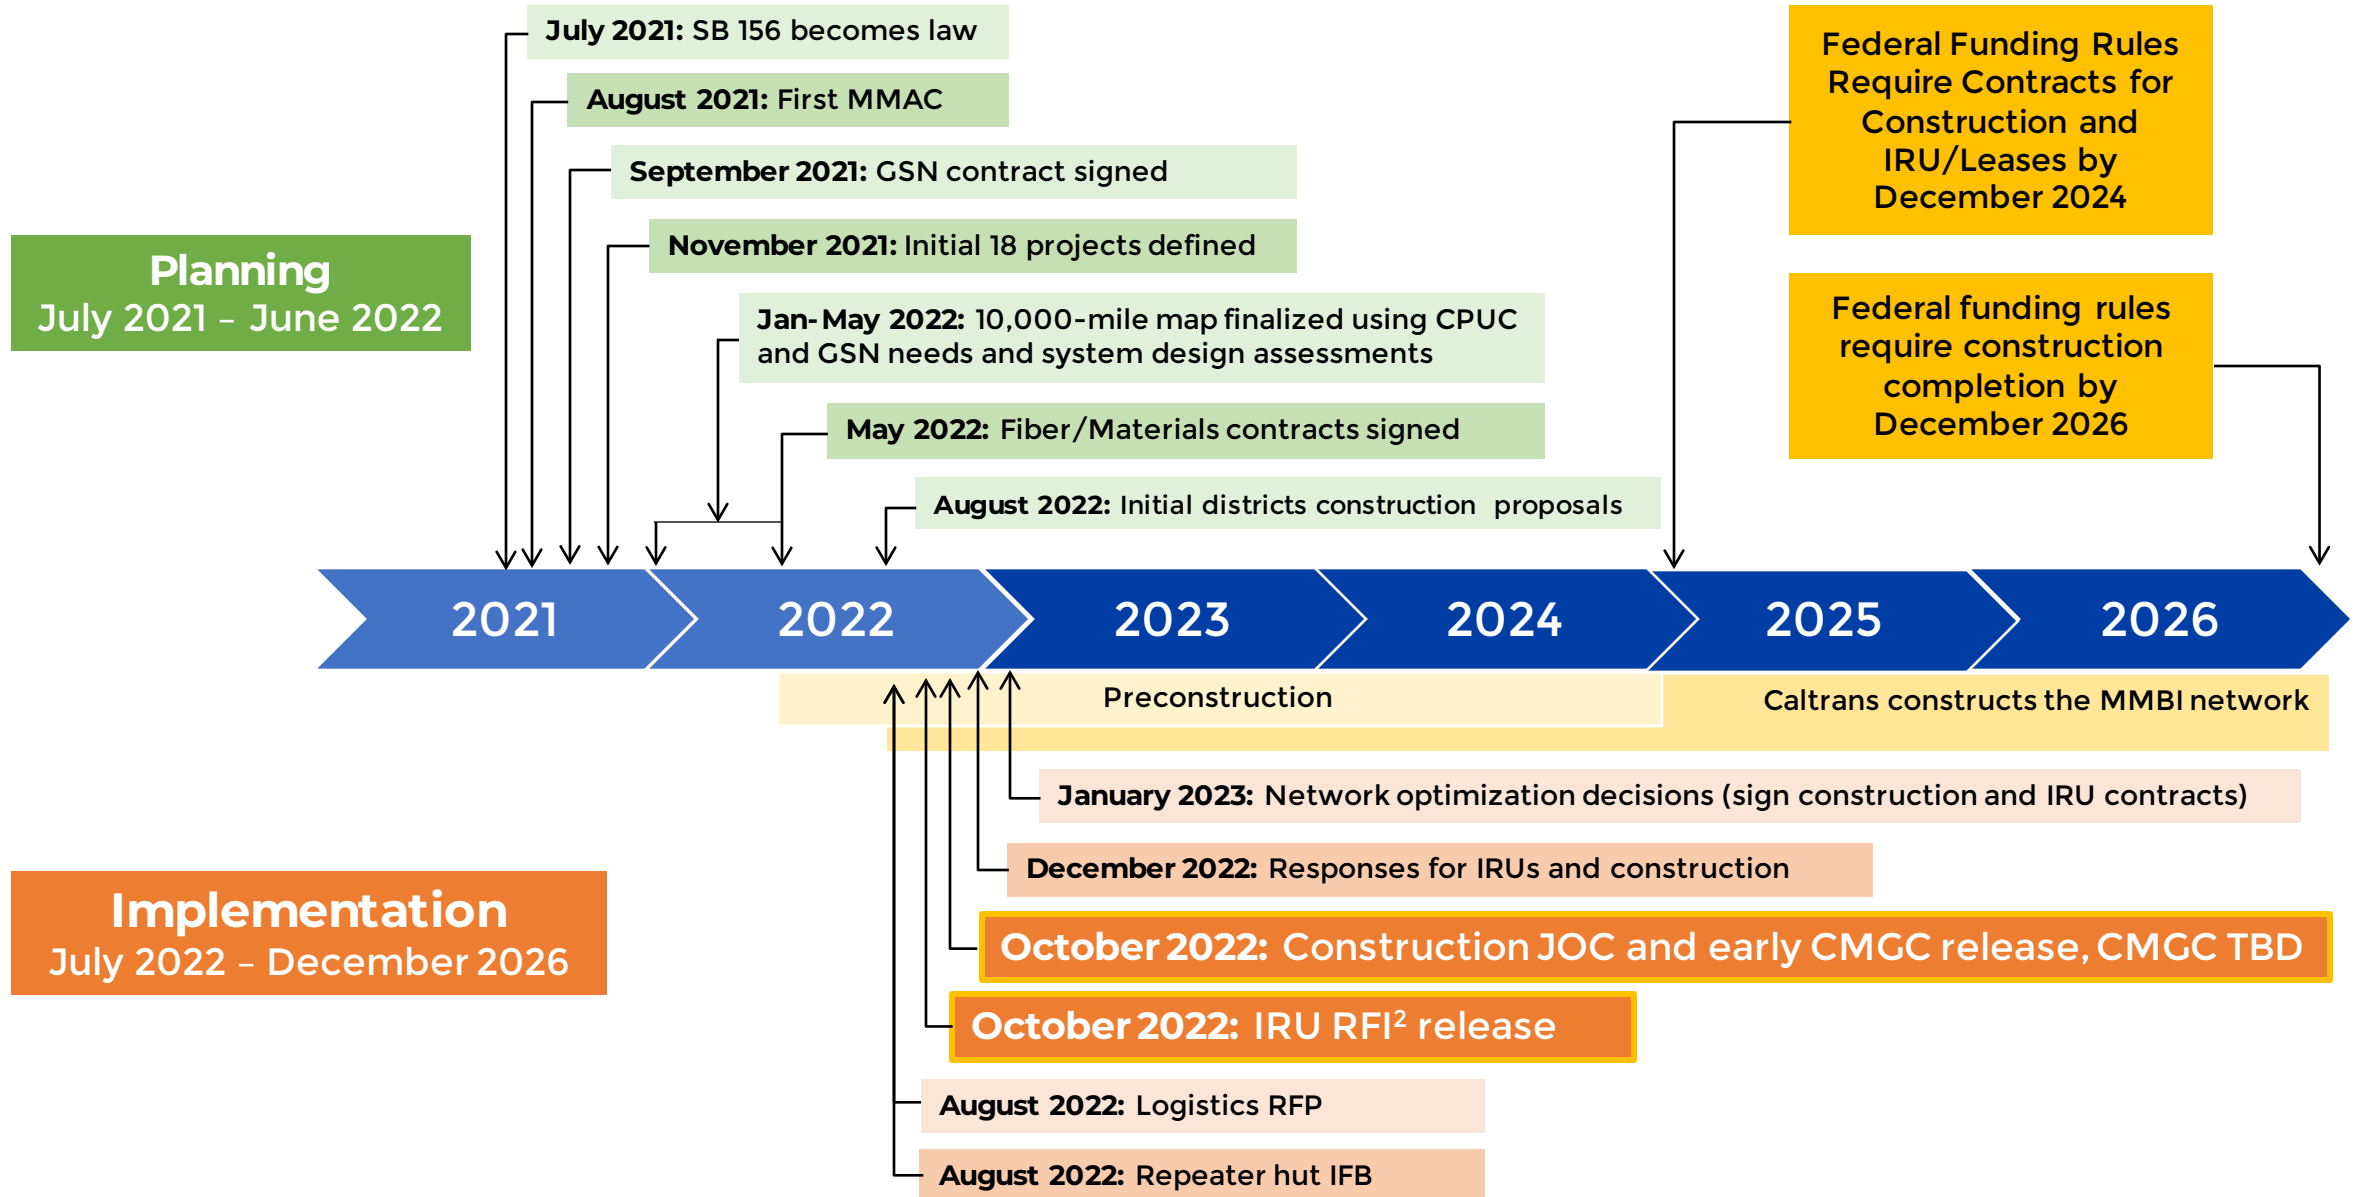 July 2021: SB 156 becomes law
August 2021: First MMAC
September 2021: GSN contract signed
November 2021: Initial 18 projects defined
Planning
July 2021 – June 2022
Jan-May 2022: 10,000-mile map finalized using CPUC
and GSN needs and system design assessments
May 2022: Fiber/Materials contracts signed
August 2022: Initial districts construction proposals
Federal Funding Rules
Require Contracts for
Construction and
IRU/Leases by
December 2024
Federal funding rules
require construction
completion by
December 2026
2021 2022 2023 2024 2025 2026
Preconstruction
Caltrans constructs the MMBI network
January 2023: Network optimization decisions (sign construction and IRU contracts)
December 2022: Responses for IRUs and construction
Implementation
July 2022 – December 2026
October 2022: Construction JOC and early CMGC release, CMGC TBD
October 2022: IRU RFI² release
August 2022: Logistics RFP
August 2022: Repeater hut IFB